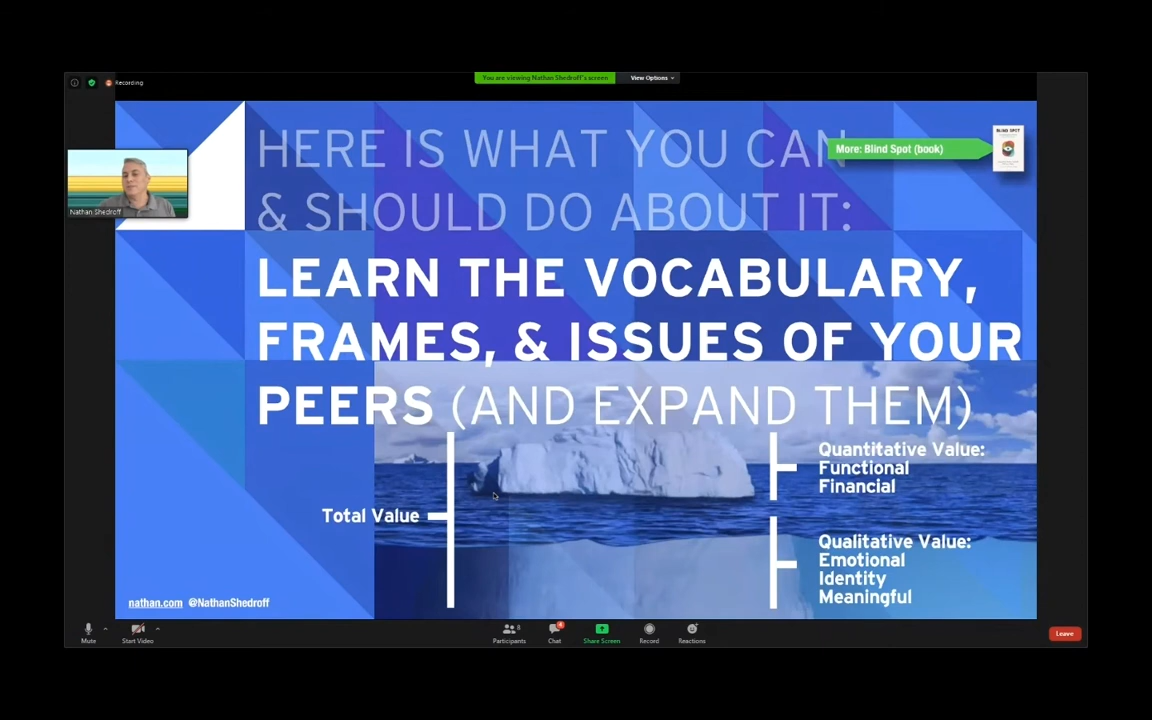 Recording
You are viewing Nathan Shedroff's screen
View Options
HERE IS WHAT YOU CAN
& SHOULD DO ABOUT IT:
More: Blind Spot (book)
BLIND SPOT
Nathan Shedroff
LEARN THE VOCABULARY,
FRAMES, & ISSUES OF YOUR
PEERS (AND EXPAND THEM)
Total Value
Quantitative Value:
Functional
Financial
Qualitative Value:
Emotional
Identity
Meaningful
nathan.com @NathanShedroff
Mute
Start Video
Participants
8
Chat
Share Screen
Record
Reactions
Leave